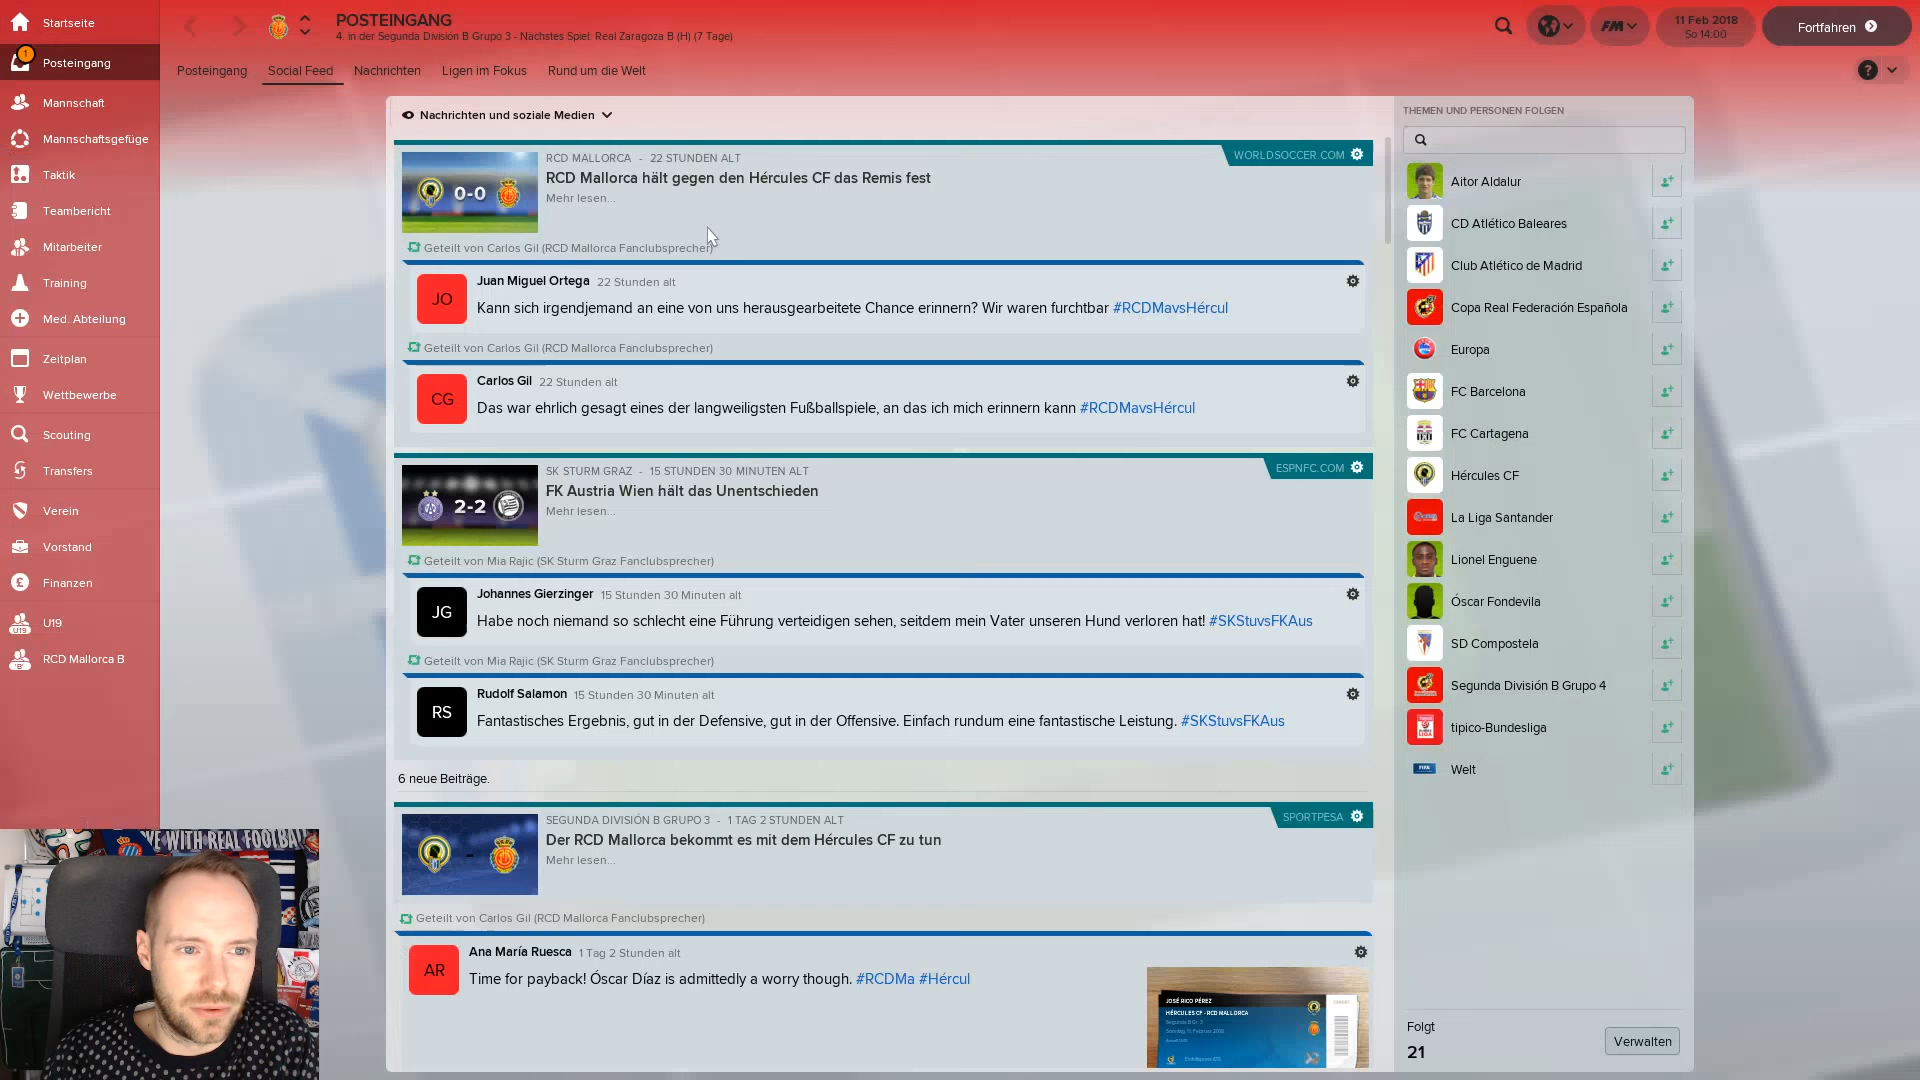 Startseite
1
Posteingang
Mannschaft
Mannschaftsgefüge
Taktik
Teambericht
Mitarbeiter
Training
Med. Abteilung
Zeitplan
Wettbewerbe
Scouting
Transfers
Verein
Vorstand
Finanzen
U19
U19
RCD Mallorca B
'B'
POSTEINGANG
4. in der Segunda División B Grupo 3 - Nächstes Spiel: Real Zaragoza B (H) (7 Tage)
FM
11 Feb 2018
So 14:00
Fortfahren
Posteingang
Social Feed
Nachrichten
Ligen im Fokus
Rund um die Welt
?
Nachrichten und soziale Medien
RCD MALLORCA - 22 STUNDEN ALT
WORLDSOCCER.COM
0-0
RCD Mallorca hält gegen den Hércules CF das Remis fest
Mehr lesen...
Geteilt von Carlos Gil (RCD Mallorca Fanclubsprecher)
JO
Juan Miguel Ortega 22 Stunden alt
Kann sich irgendjemand an eine von uns herausgearbeitete Chance erinnern? Wir waren furchtbar #RCDMavsHércul
Geteilt von Carlos Gil (RCD Mallorca Fanclubsprecher)
CG
Carlos Gil 22 Stunden alt
Das war ehrlich gesagt eines der langweiligsten Fußballspiele, an das ich mich erinnern kann #RCDMavsHércul
SK STURM GRAZ - 15 STUNDEN 30 MINUTEN ALT
ESPNFC.COM
2-2
FK Austria Wien hält das Unentschieden
Mehr lesen...
Geteilt von Mia Rajic (SK Sturm Graz Fanclubsprecher)
JG
Johannes Gierzinger 15 Stunden 30 Minuten alt
Habe noch niemand so schlecht eine Führung verteidigen sehen, seitdem mein Vater unseren Hund verloren hat! #SKStuvsFKAus
Geteilt von Mia Rajic (SK Sturm Graz Fanclubsprecher)
RS
Rudolf Salamon 15 Stunden 30 Minuten alt
Fantastisches Ergebnis, gut in der Defensive, gut in der Offensive. Einfach rundum eine fantastische Leistung. #SKStuvsFKAus
6 neue Beiträge.
SEGUNDA DIVISIÓN B GRUPO 3 - 1 TAG 2 STUNDEN ALT
SPORTPESA
Der RCD Mallorca bekommt es mit dem Hércules CF zu tun
Mehr lesen...
Geteilt von Carlos Gil (RCD Mallorca Fanclubsprecher)
AR
Ana María Ruesca 1 Tag 2 Stunden alt
Time for payback! Óscar Díaz is admittedly a worry though. #RCDMa #Hércul
JOSÉ RICO PÉREZ
HÉRCULES CF - RCD MALLORCA
THEMEN UND PERSONEN FOLGEN
Aitor Aldalur
CD Atlético Baleares
Club Atlético de Madrid
Copa Real Federación Española
Europa
FC Barcelona
FC Cartagena
Hércules CF
La Liga Santander
Lionel Enguene
Óscar Fondevila
SD Compostela
Segunda División B Grupo 4
tipico-Bundesliga
Welt
Folgt
21
Verwalten
VE WITH REAL FOOTBALL